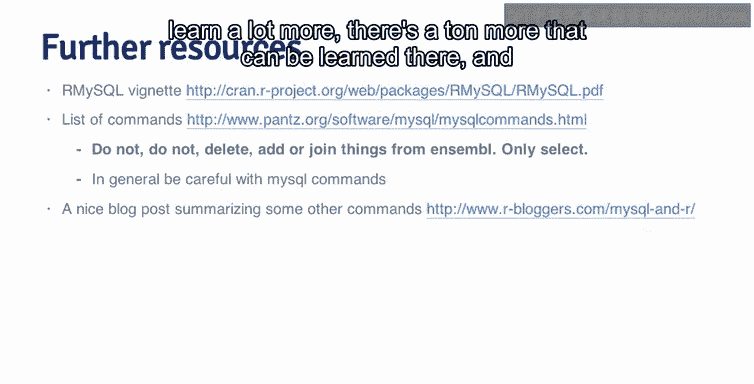 learn a lot more, there's a ton more that
can be learned there, and
Further resources
· RMySQL vignette http://cran.r-project.org/web/packages/RMySQL/RMySQL.pdf
· List of commands http://www.pantz.org/software/mysql/mysqlcommands.html
- Do not, do not, delete, add or join things from ensembl. Only select.
- In general be careful with mysql commands
· A nice blog post summarizing some other commands http://www.r-bloggers.com/mysql-and-r/